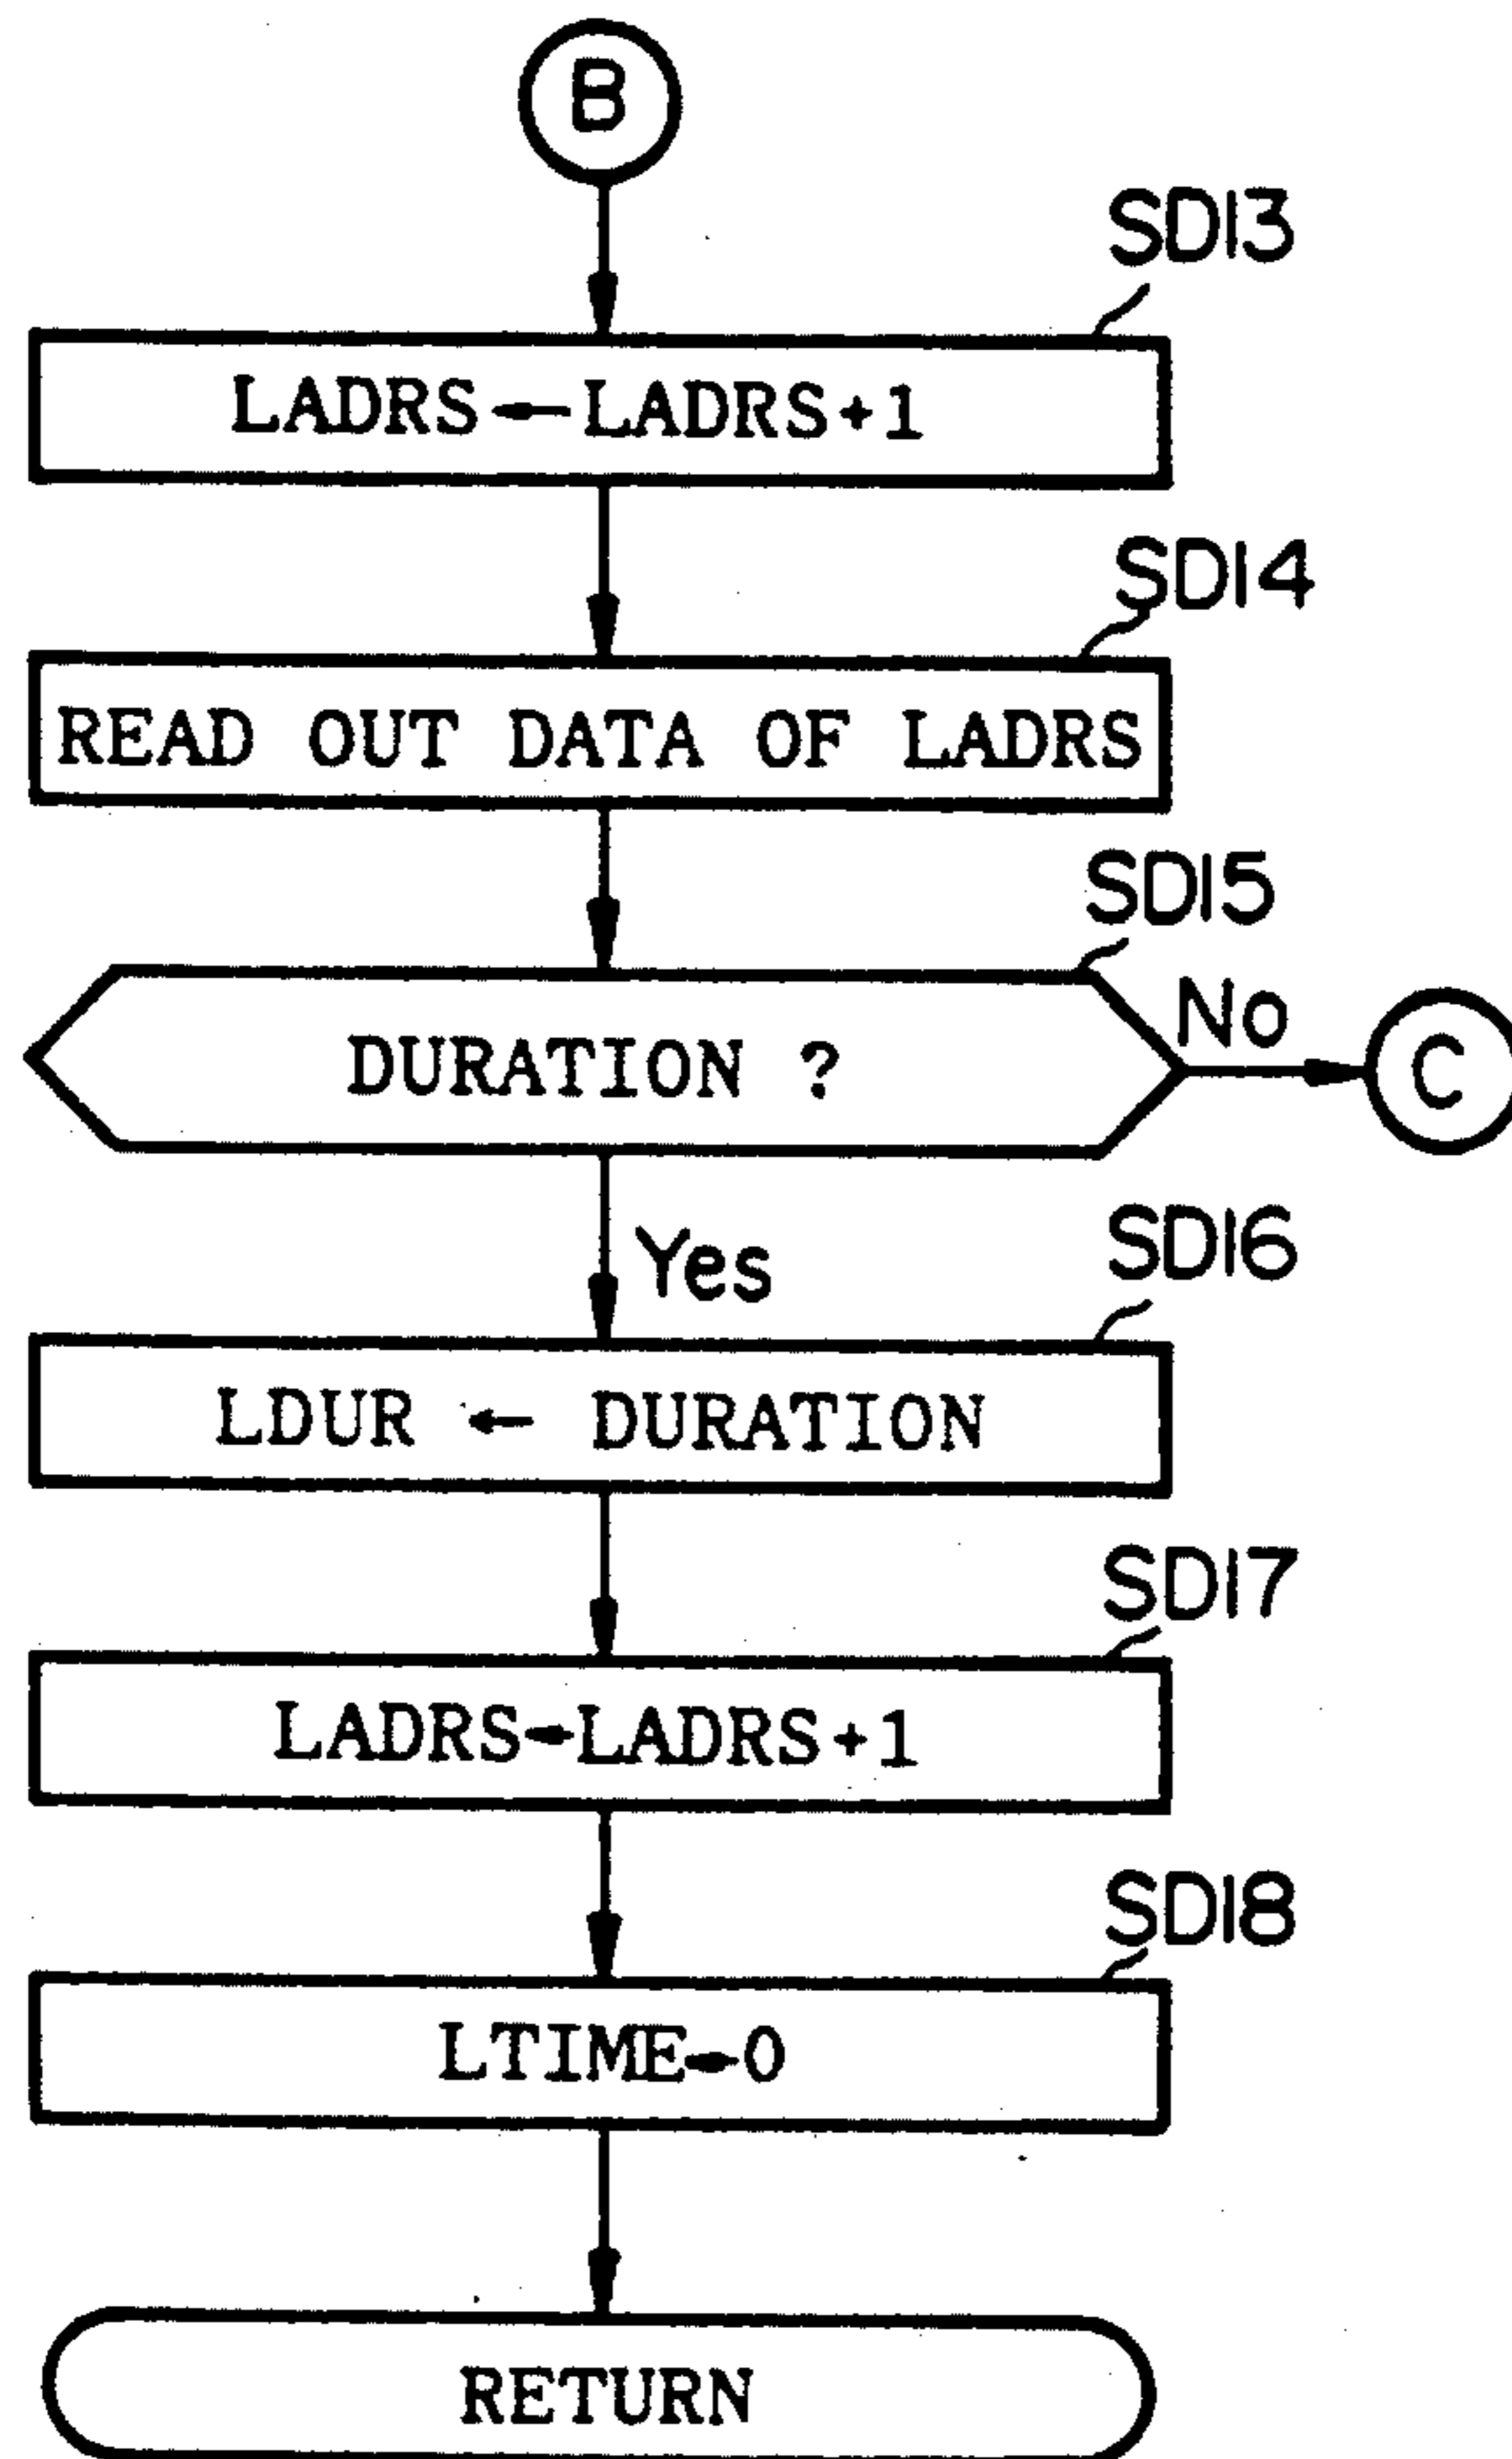 B
SD13
LADRS←LADRS+1
SD14
READ OUT DATA OF LADRS
SD15
DURATION ?
No
C
Yes
SD16
LDUR ← DURATION
SD17
LADRS←LADRS+1
SD18
LTIME←0
RETURN